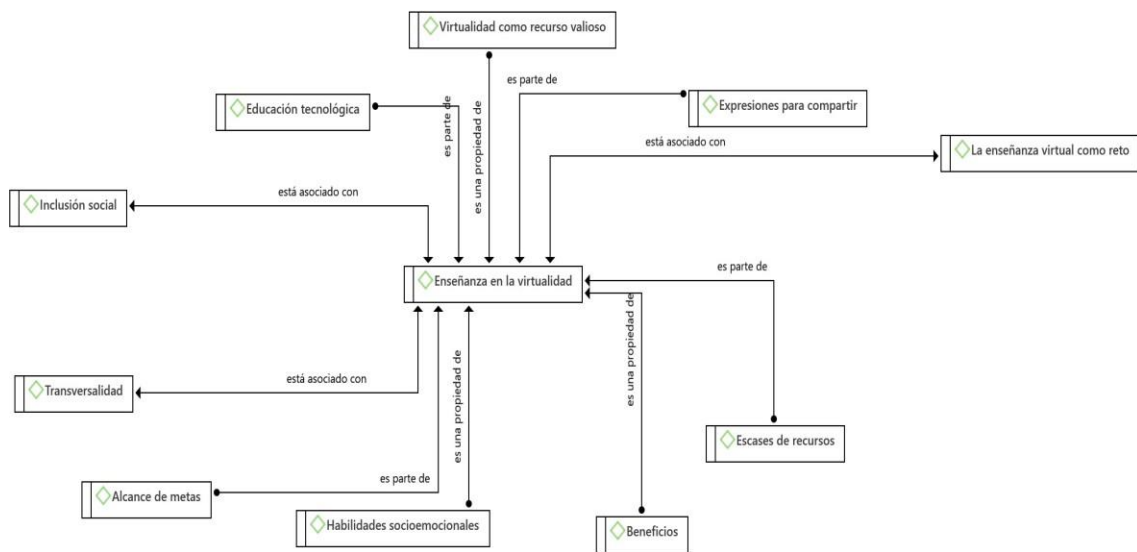 Virtualidad como recurso valioso
es parte de
Educación tecnológica
Expresiones para compartir
es parte de
es una propiedad de
está asociado con
La enseñanza virtual como reto
está asociado con
Inclusión social
Enseñanza en la virtualidad
es parte de
es una propiedad de
es una propiedad de
está asociado con
Transversalidad
Escases de recursos
es parte de
Alcance de metas
Habilidades socioemocionales
Beneficios